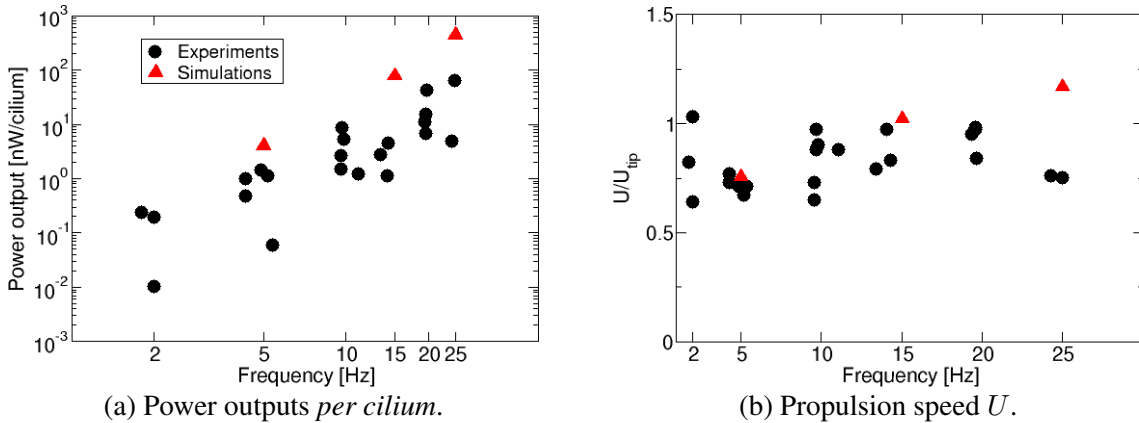 10^3
10^2
10^1
10^0
10^-1
10^-2
10^-3
Power output [nW/cilium]
Experiments
Simulations
2 5 10 15 20 25
Frequency [Hz]
(a) Power outputs per cilium.
1.5
1
0.5
0
U/U_tip
2 5 10 15 20 25
Frequency [Hz]
(b) Propulsion speed U.